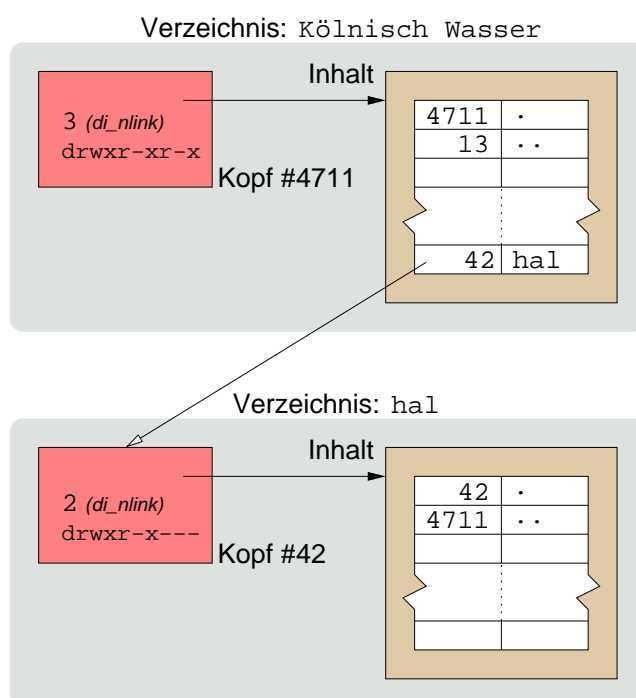 Verzeichnis: Kölnisch Wasser
Inhalt
3 (di_nlink)
drwxr-xr-x
Kopf #4711
4711 .
13 ..
42 hal
Verzeichnis: hal
Inhalt
2 (di_nlink)
drwxr-x---
Kopf #42
42 .
4711 ..